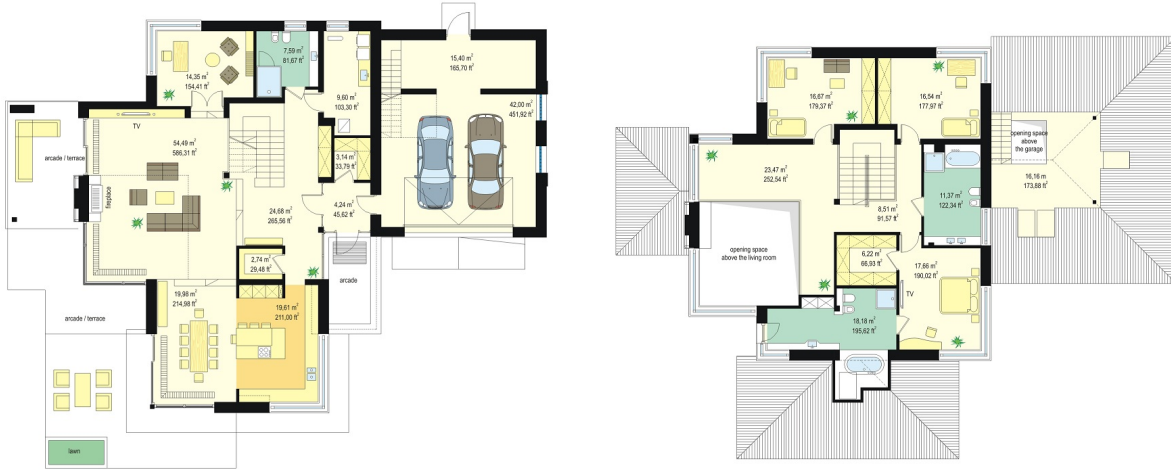 7,59 m²
81,67 ft²
14,35 m²
154,41 ft²
9,60 m²
103,30 ft²
15,40 m²
165,70 ft²
42,00 m²
451,92 ft²
TV
54,49 m²
586,31 ft²
arcade / terrace
fireplace
3,14 m²
33,79 ft²
4,24 m²
45,62 ft²
24,68 m²
265,56 ft²
2,74 m²
29,48 ft²
arcade
19,98 m²
214,98 ft²
19,61 m²
211,00 ft²
arcade / terrace
lawn
16,67 m²
179,37 ft²
16,54 m²
177,97 ft²
opening space
above
the garage
16,16 m
173,88 ft²
23,47 m²
252,54 ft²
11,37 m²
122,34 ft²
8,51 m²
91,57 ft²
opening space
above the living room
6,22 m²
66,93 ft²
17,66 m²
190,02 ft²
TV
18,18 m²
195,62 ft²